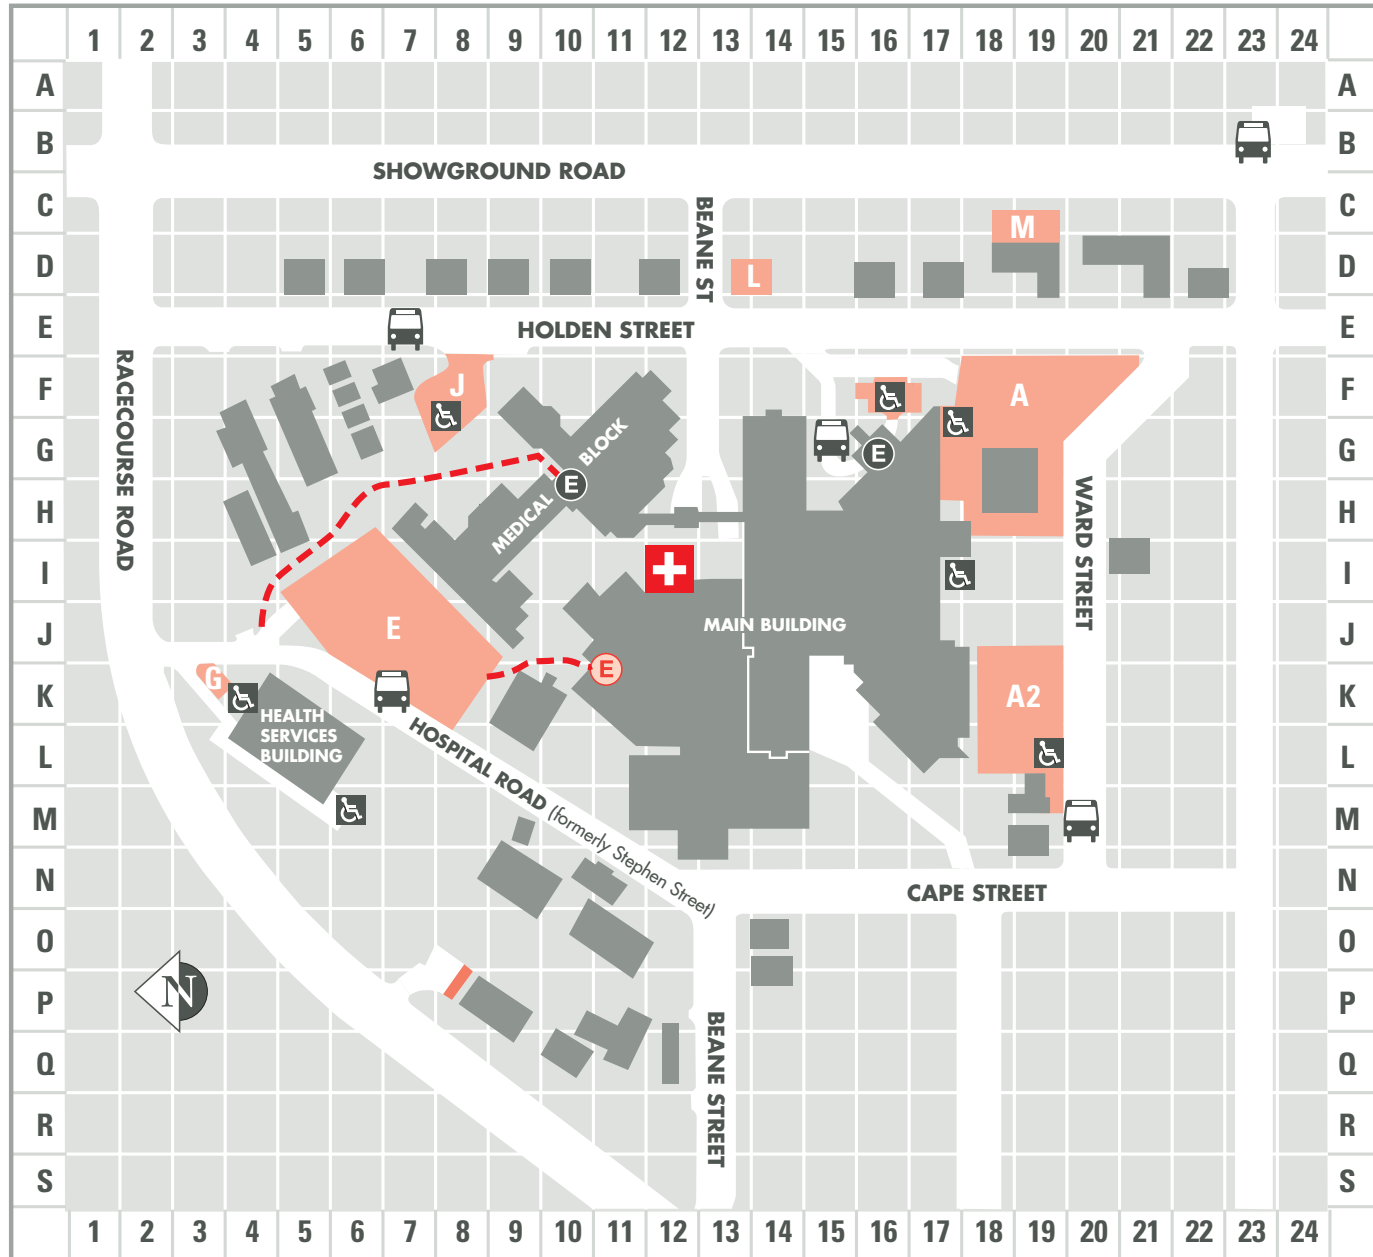 1 2 3 4 5 6 7 8 9 10 11 12 13 14 15 16 17 18 19 20 21 22 23 24
A A
B B
SHOWGROUND ROAD
C C
BEANE ST
M
D D
L
E E
HOLDEN STREET
RACECOURSE ROAD
F F
J
A
G G
MEDICAL BLOCK
E
E
H H
WARD STREET
I I
J J
E
MAIN BUILDING
E
K K
G
A2
HEALTH
SERVICES
BUILDING
L L
HOSPITAL ROAD (formerly Stephen Street)
M M
N N
CAPE STREET
O O
N
P P
BEANE STREET
Q Q
R R
S S
1 2 3 4 5 6 7 8 9 10 11 12 13 14 15 16 17 18 19 20 21 22 23 24